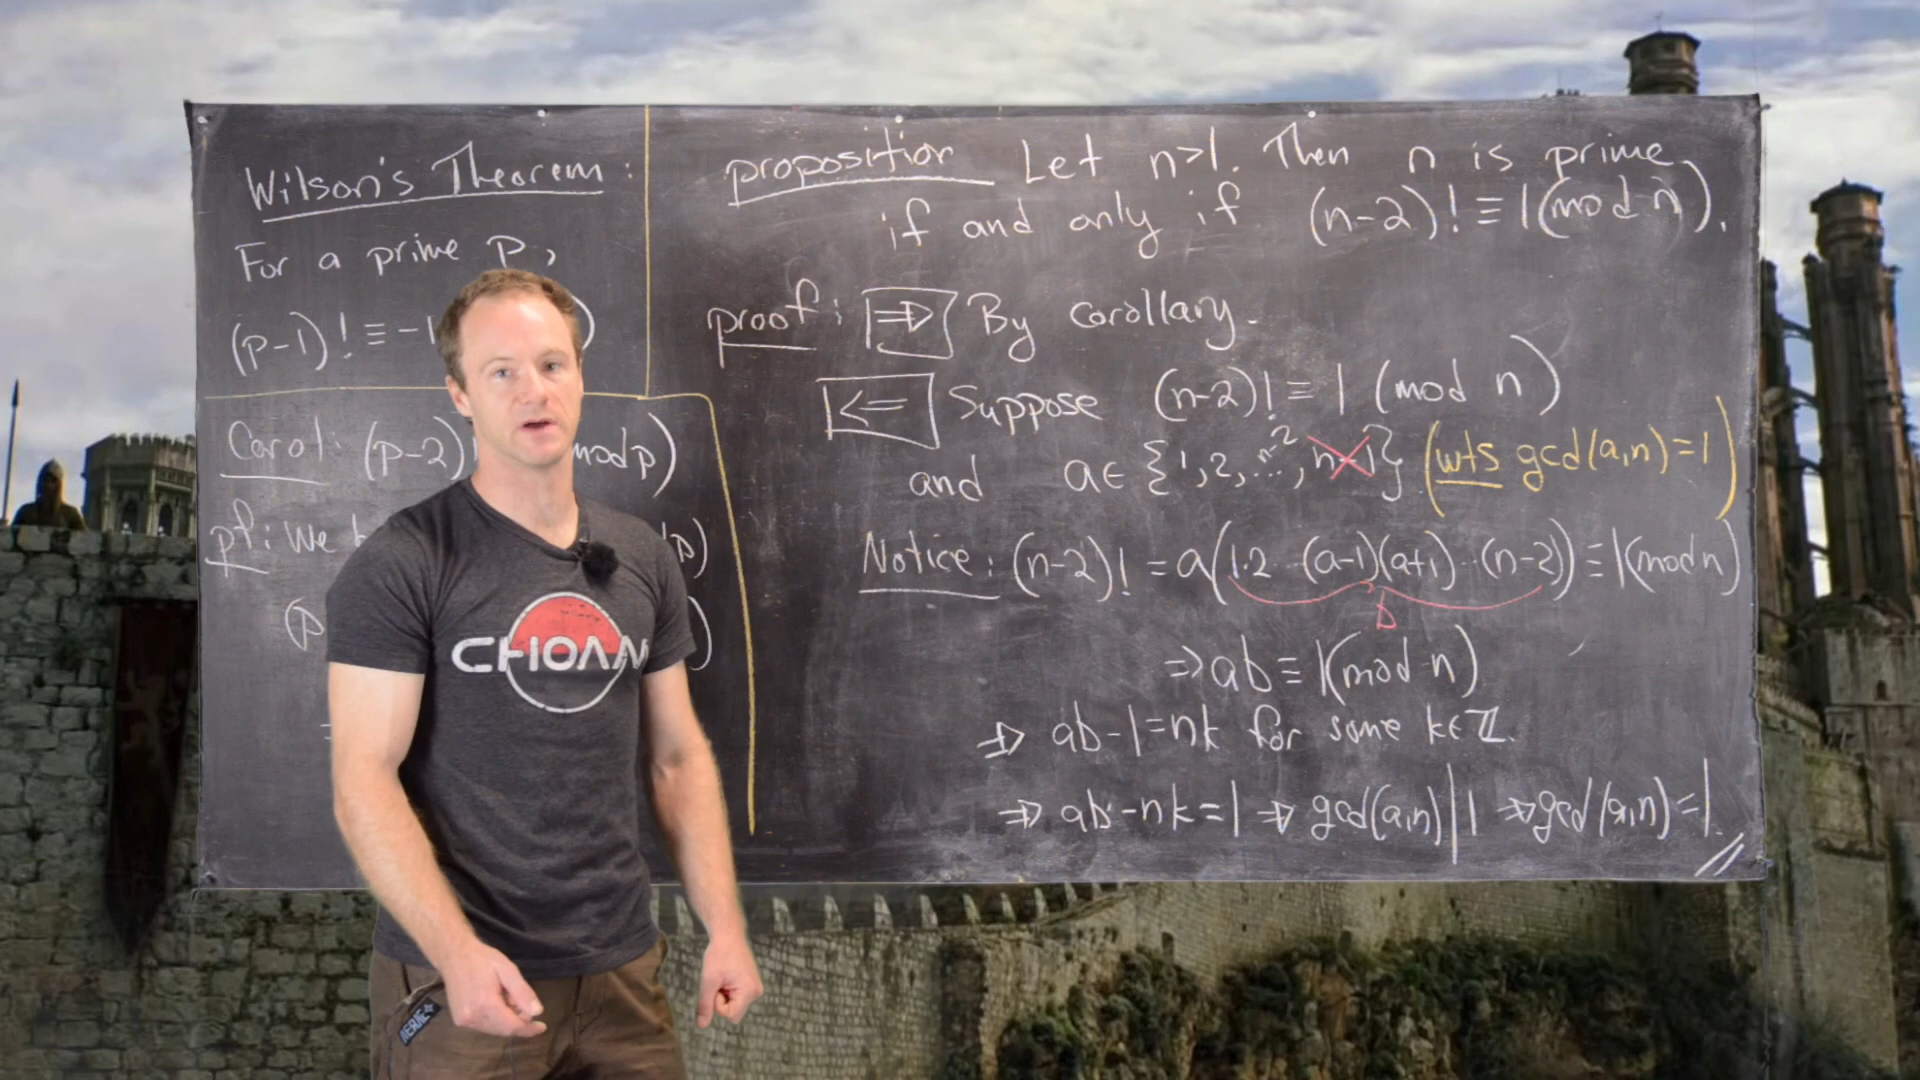 Wilson's Theorem:
For a prime p,
(p-1)! ≡ -1 )
Corol: (p-2)! mod p)
pf: We p)
(p )
=
proposition Let n>1. Then n is prime
if and only if (n-2)! ≡ 1(mod n).
proof: ⇒ By corollary.
⇐ Suppose (n-2)! ≡ 1 (mod n)
and a∈{1,2,...,n-2, n-1} (wts gcd(a,n)=1)
Notice: (n-2)! = a(1·2···(a-1)(a+1)···(n-2)) ≡ 1(mod n)
b
⇒ ab ≡ 1(mod n)
⇒ ab-1=nk for some k∈ℤ.
⇒ ab-nk=1 ⇒ gcd(a,n)|1 ⇒ gcd(a,n)=1.
CHOAM
AERIE